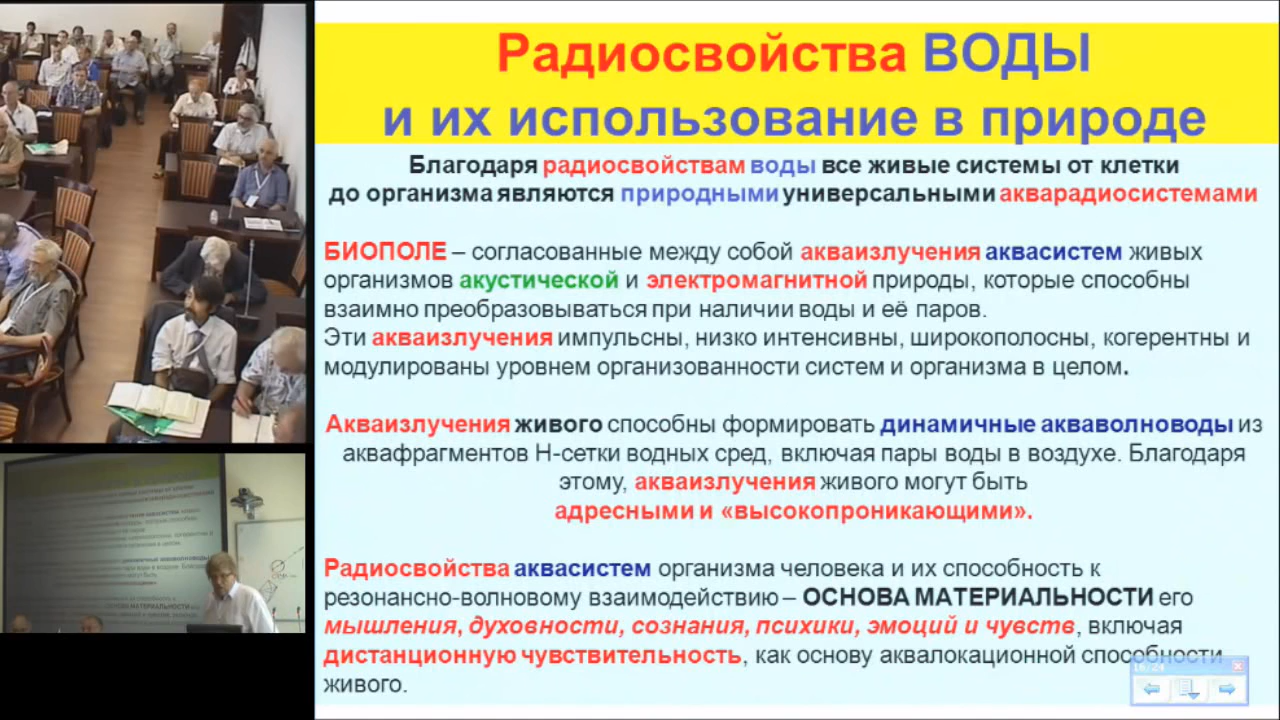 Радиосвойства ВОДЫ
и их использование в природе
Благодаря радиосвойствам воды все живые системы от клетки
до организма являются природными универсальными акварадиосистемами
БИОПОЛЕ – согласованные между собой акваизлучения аквасистем живых
организмов акустической и электромагнитной природы, которые способны
взаимно преобразовываться при наличии воды и её паров.
Эти акваизлучения импульсны, низко интенсивны, широкополосны, когерентны и
модулированы уровнем организованности систем и организма в целом.
Акваизлучения живого способны формировать динамичные акваволноводы из
аквафрагментов Н-сетки водных сред, включая пары воды в воздухе. Благодаря
этому, акваизлучения живого могут быть
адресными и «высокопроникающими».
Радиосвойства аквасистем организма человека и их способность к
резонансно-волновому взаимодействию – ОСНОВА МАТЕРИАЛЬНОСТИ его
мышления, духовности, сознания, психики, эмоций и чувств, включая
дистанционную чувствительность, как основу аквалокационной способности
живого.
16/24